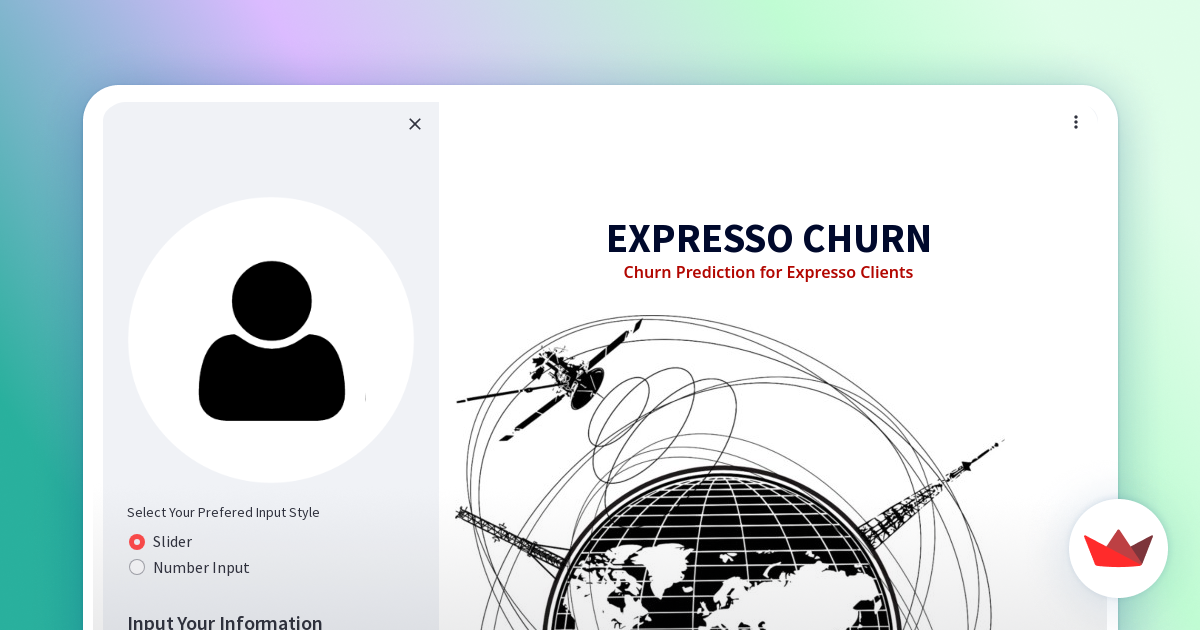 EXPRESSO CHURN
Churn Prediction for Expresso Clients
Select Your Prefered Input Style
Slider
Number Input
Input Your Information